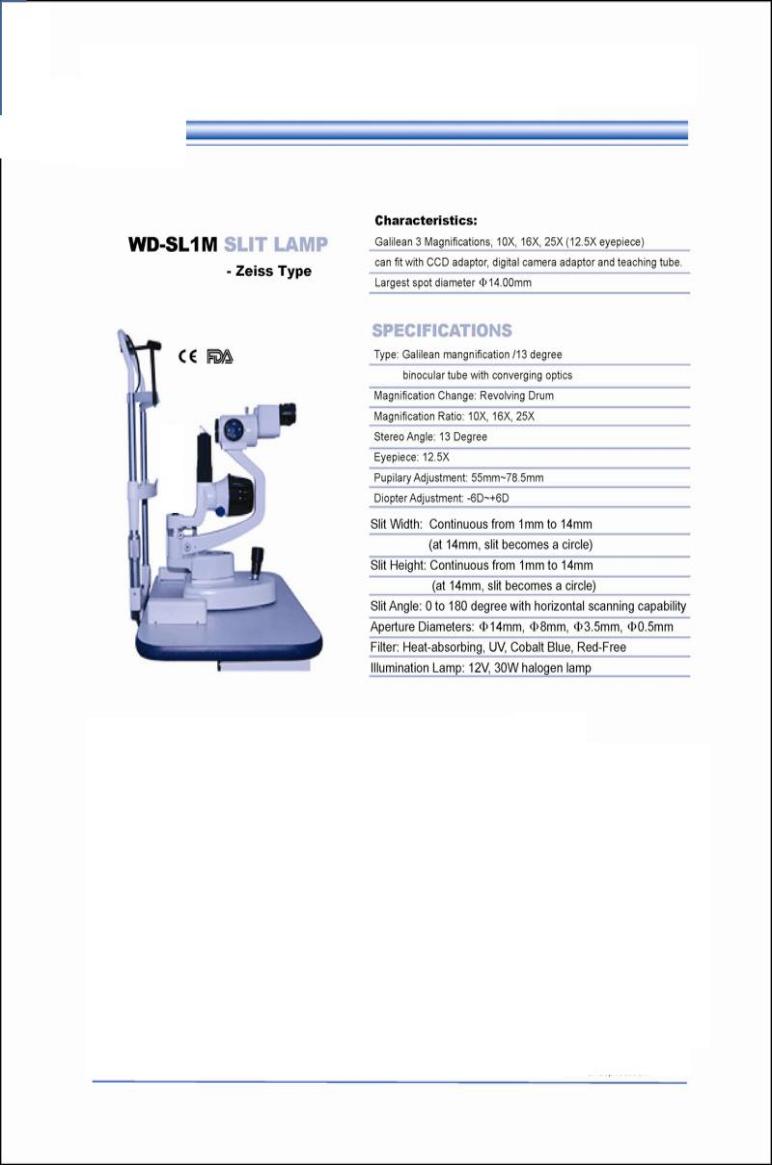 WD-SL1M SLIT LAMP
- Zeiss Type
CE FDA
Characteristics:
Galilean 3 Magnifications, 10X, 16X, 25X (12.5X eyepiece)
can fit with CCD adaptor, digital camera adaptor and teaching tube.
Largest spot diameter Φ14.00mm
SPECIFICATIONS
Type: Galilean mangnification /13 degree
binocular tube with converging optics
Magnification Change: Revolving Drum
Magnification Ratio: 10X, 16X, 25X
Stereo Angle: 13 Degree
Eyepiece: 12.5X
Pupilary Adjustment: 55mm~78.5mm
Diopter Adjustment: -6D~+6D
Slit Width: Continuous from 1mm to 14mm
(at 14mm, slit becomes a circle)
Slit Height: Continuous from 1mm to 14mm
(at 14mm, slit becomes a circle)
Slit Angle: 0 to 180 degree with horizontal scanning capability
Aperture Diameters: Φ14mm, Φ8mm, Φ3.5mm, Φ0.5mm
Filter: Heat-absorbing, UV, Cobalt Blue, Red-Free
Illumination Lamp: 12V, 30W halogen lamp